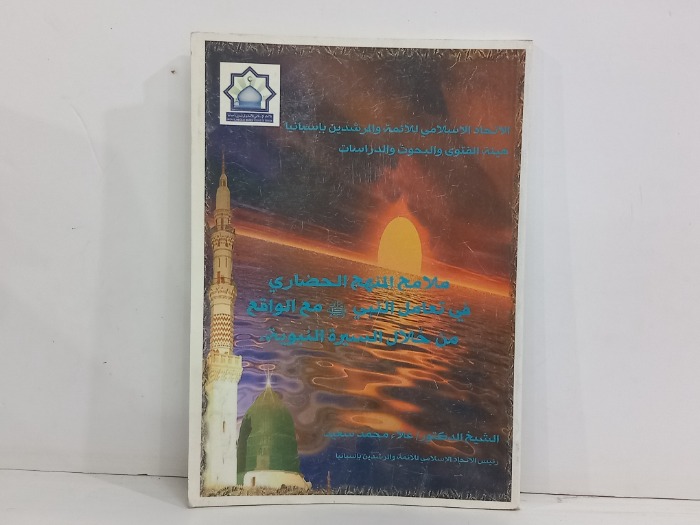 الاتحاد الإسلامي للأئمة والمرشدين بإسبانيا
هيئة الفتوى والبحوث والدراسات
ملامح المنهج الحضاري
في تعامل النبي ﷺ مع الواقع
من خلال السيرة النبوية
الشيخ الدكتور: علاء محمد سعيد
رئيس الاتحاد الاسلامي للأئمة والمرشدين بإسبانيا